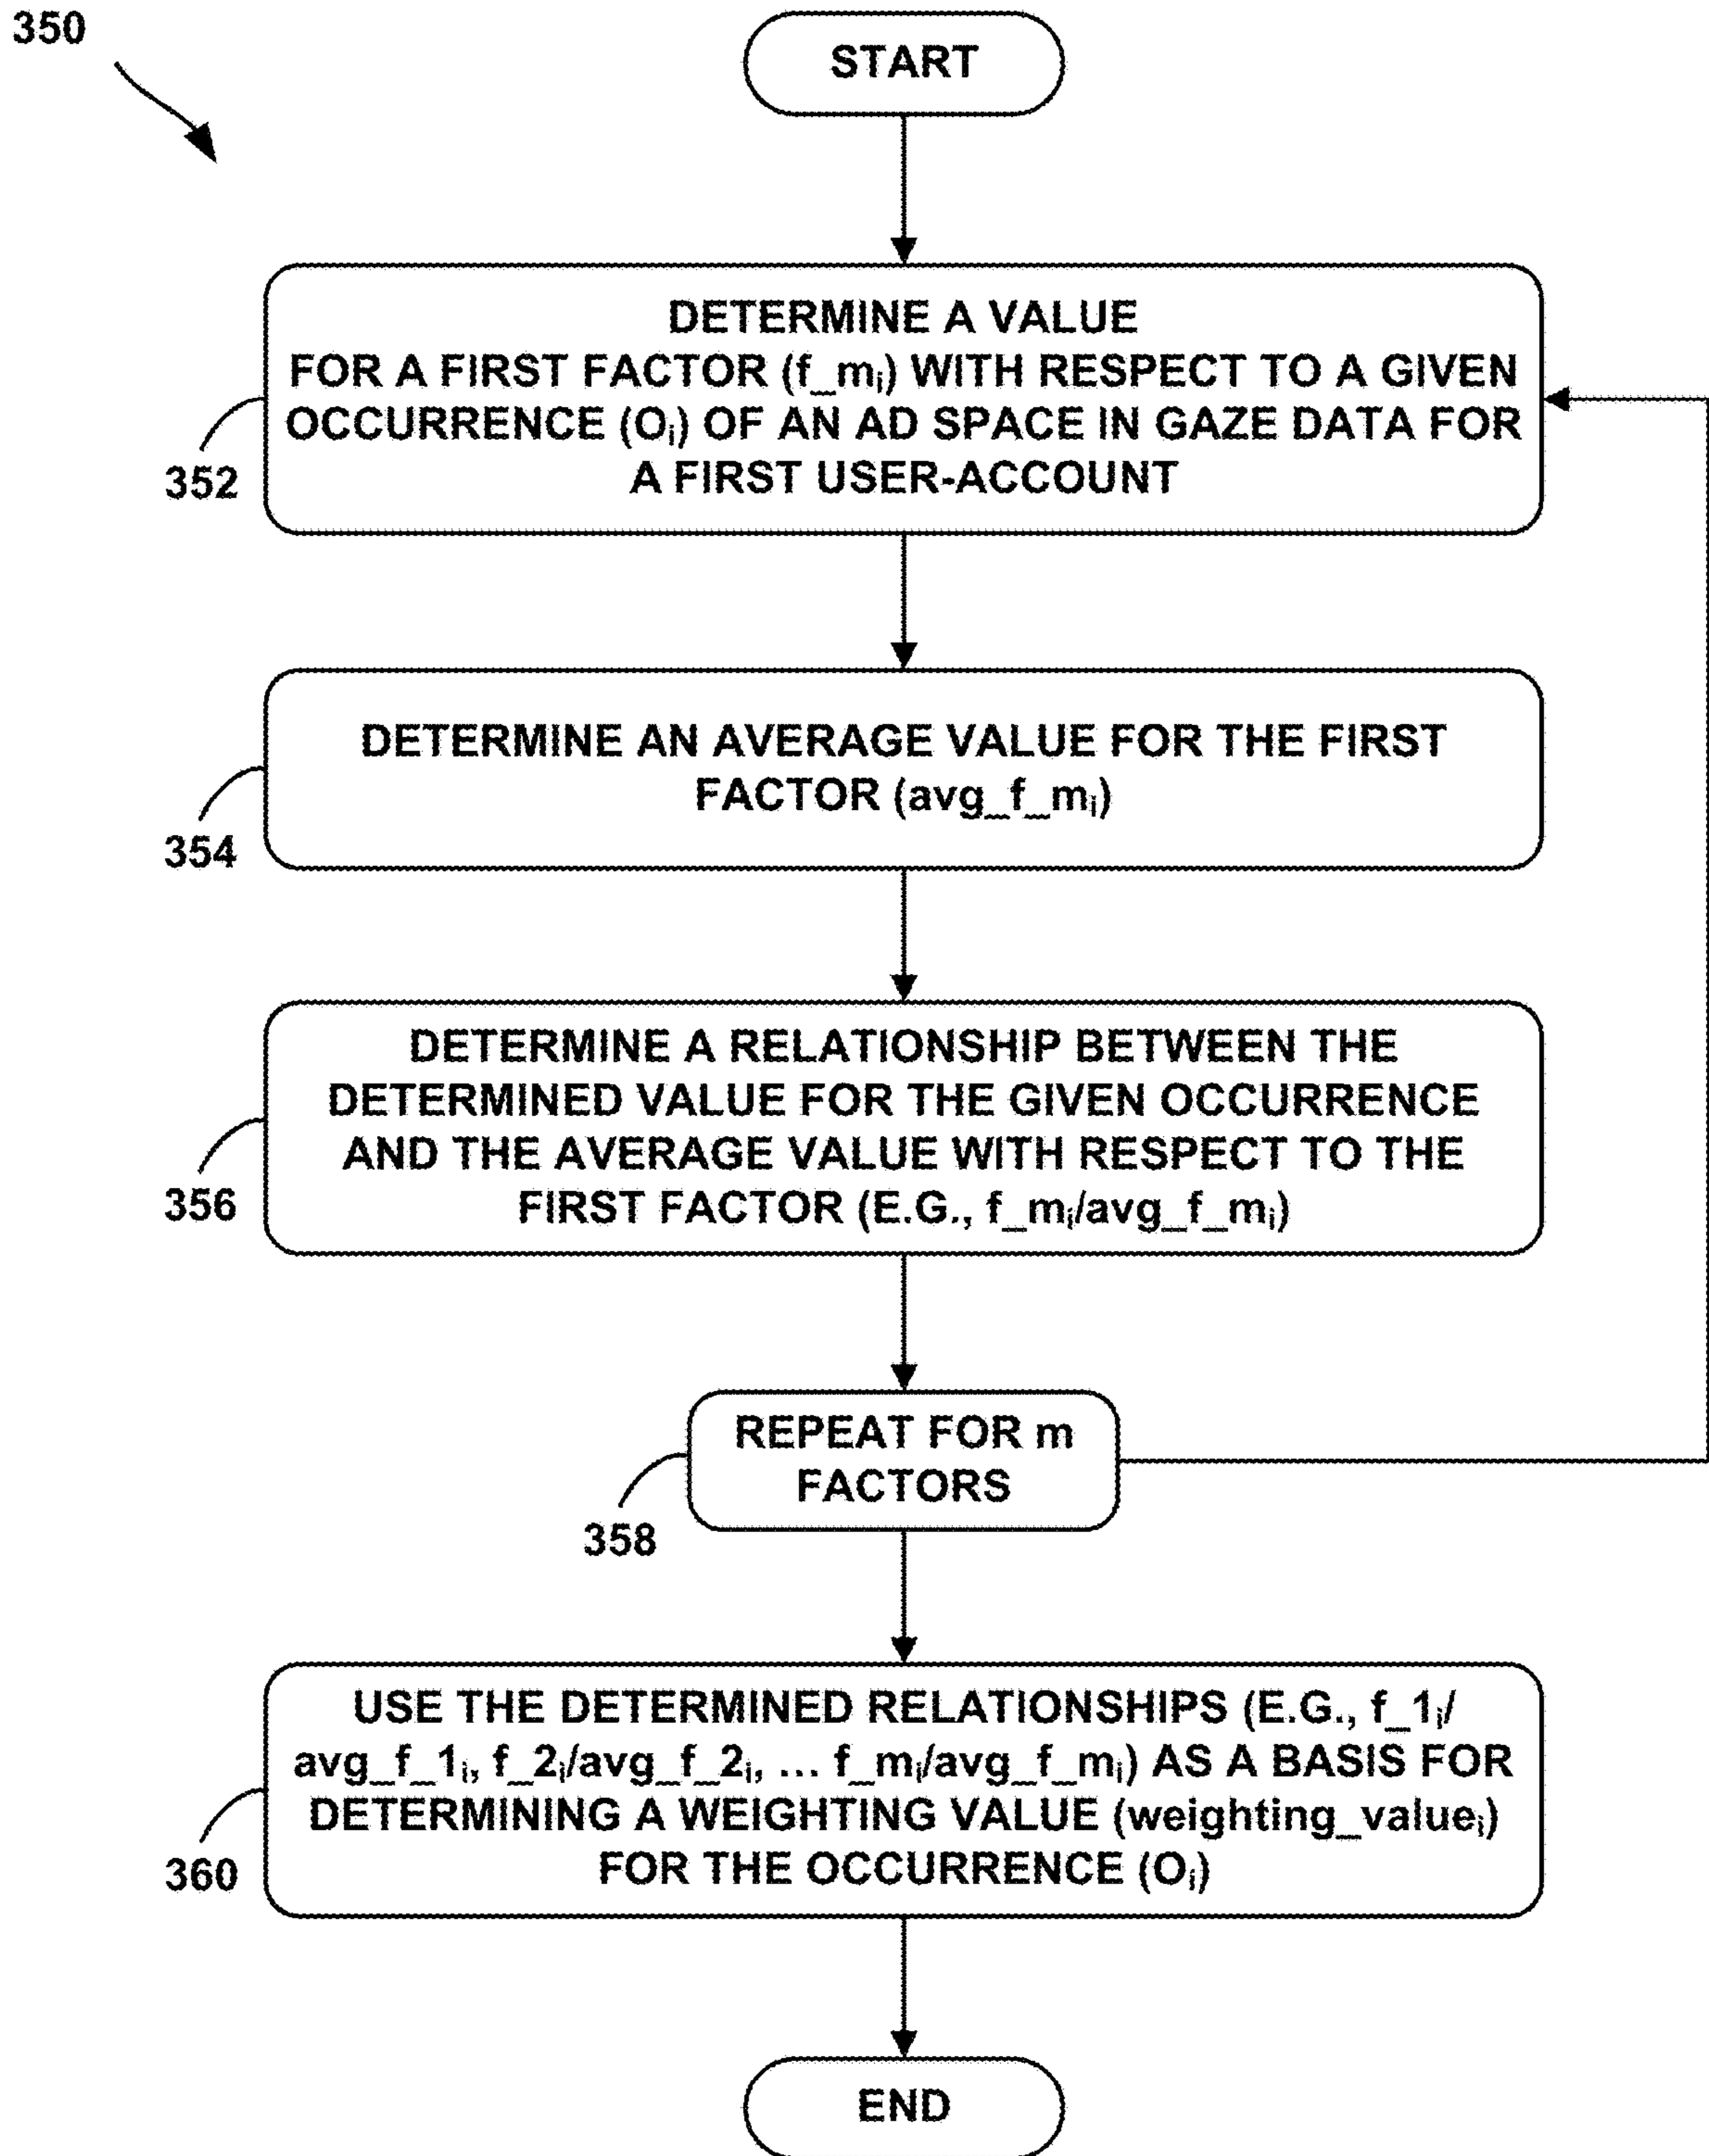 350
START
DETERMINE A VALUE
FOR A FIRST FACTOR (f_mᵢ) WITH RESPECT TO A GIVEN
OCCURRENCE (Oᵢ) OF AN AD SPACE IN GAZE DATA FOR
A FIRST USER-ACCOUNT
352
DETERMINE AN AVERAGE VALUE FOR THE FIRST
FACTOR (avg_f_mᵢ)
354
DETERMINE A RELATIONSHIP BETWEEN THE
DETERMINED VALUE FOR THE GIVEN OCCURRENCE
AND THE AVERAGE VALUE WITH RESPECT TO THE
FIRST FACTOR (E.G., f_mᵢ/avg_f_mᵢ)
356
REPEAT FOR m
FACTORS
358
USE THE DETERMINED RELATIONSHIPS (E.G., f_1ᵢ/
avg_f_1ᵢ, f_2ᵢ/avg_f_2ᵢ, … f_mᵢ/avg_f_mᵢ) AS A BASIS FOR
DETERMINING A WEIGHTING VALUE (weighting_valueᵢ)
FOR THE OCCURRENCE (Oᵢ)
360
END